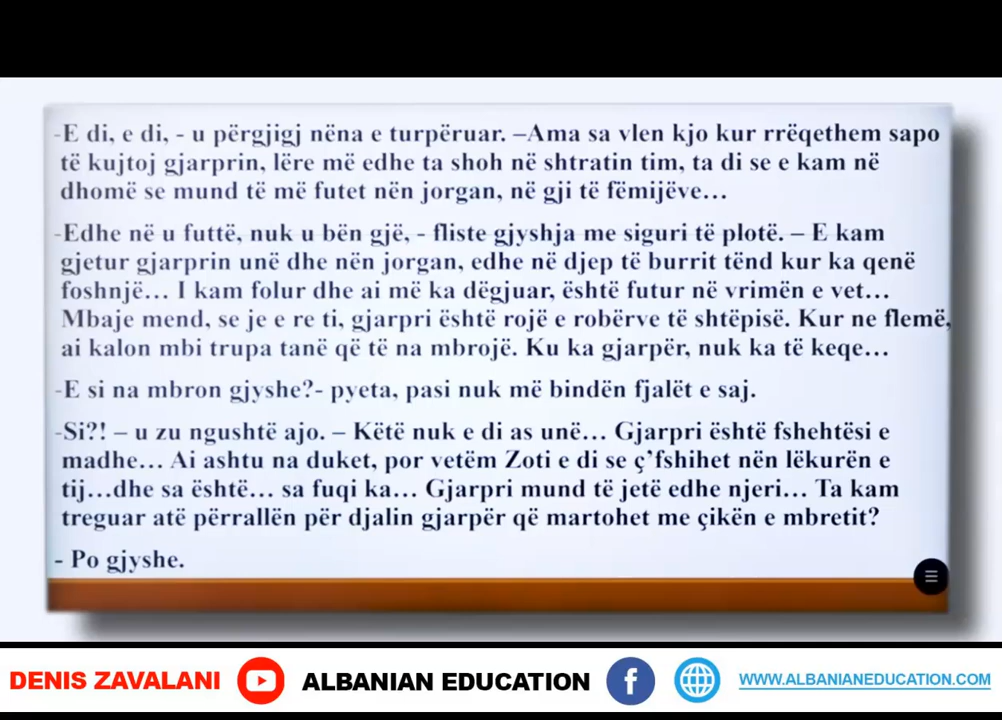 -E di, e di, - u përgjigj nëna e turpëruar. –Ama sa vlen kjo kur rrëqethem sapo
të kujtoj gjarprin, lëre më edhe ta shoh në shtratin tim, ta di se e kam në
dhomë se mund të më futet nën jorgan, në gji të fëmijëve…
-Edhe në u futtë, nuk u bën gjë, - fliste gjyshja me siguri të plotë. – E kam
gjetur gjarprin unë dhe nën jorgan, edhe në djep të burrit tënd kur ka qenë
foshnjë… I kam folur dhe ai më ka dëgjuar, është futur në vrimën e vet…
Mbaje mend, se je e re ti, gjarpri është rojë e robërve të shtëpisë. Kur ne flemë,
ai kalon mbi trupa tanë që të na mbrojë. Ku ka gjarpër, nuk ka të keqe…
-E si na mbron gjyshe?- pyeta, pasi nuk më bindën fjalët e saj.
-Si?! – u zu ngushtë ajo. – Këtë nuk e di as unë… Gjarpri është fshehtësi e
madhe… Ai ashtu na duket, por vetëm Zoti e di se ç’fshihet nën lëkurën e
tij…dhe sa është… sa fuqi ka… Gjarpri mund të jetë edhe njeri… Ta kam
treguar atë përrallën për djalin gjarpër që martohet me çikën e mbretit?
- Po gjyshe.
DENIS ZAVALANI ALBANIAN EDUCATION f WWW.ALBANIANEDUCATION.COM